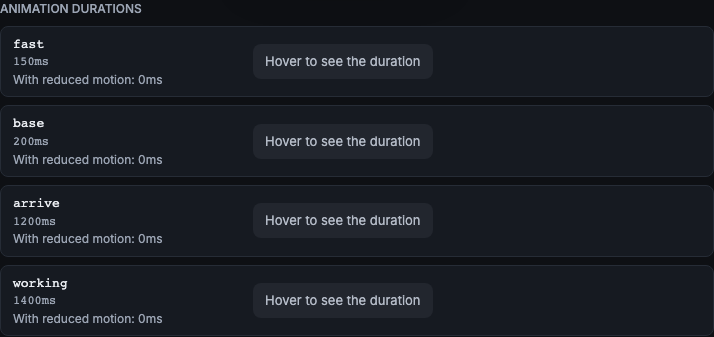 ANIMATION DURATIONS
fast
150ms
With reduced motion: 0ms
Hover to see the duration
base
200ms
With reduced motion: 0ms
Hover to see the duration
arrive
1200ms
With reduced motion: 0ms
Hover to see the duration
working
1400ms
With reduced motion: 0ms
Hover to see the duration